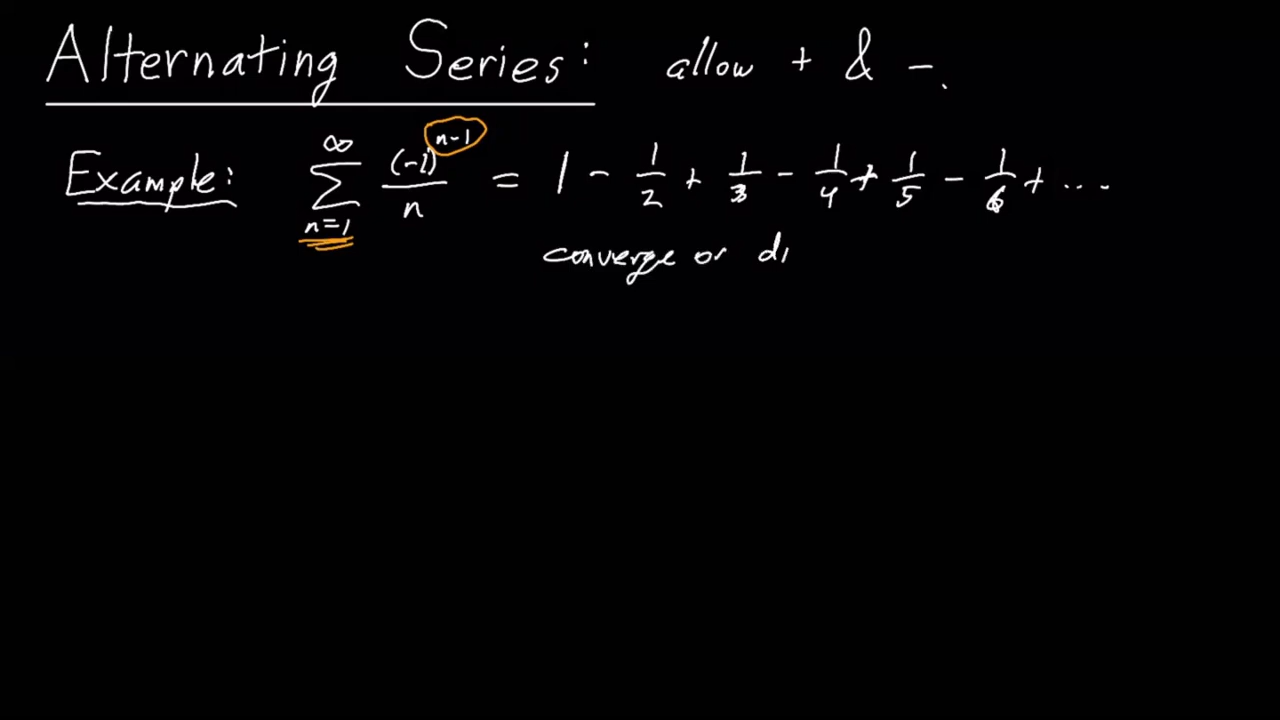 Alternating Series: allow + & -.
Example: ∑_{n=1}^{∞} (-1)^{n-1}/n = 1 - 1/2 + 1/3 - 1/4 + 1/5 - 1/6 + ...
converge or di